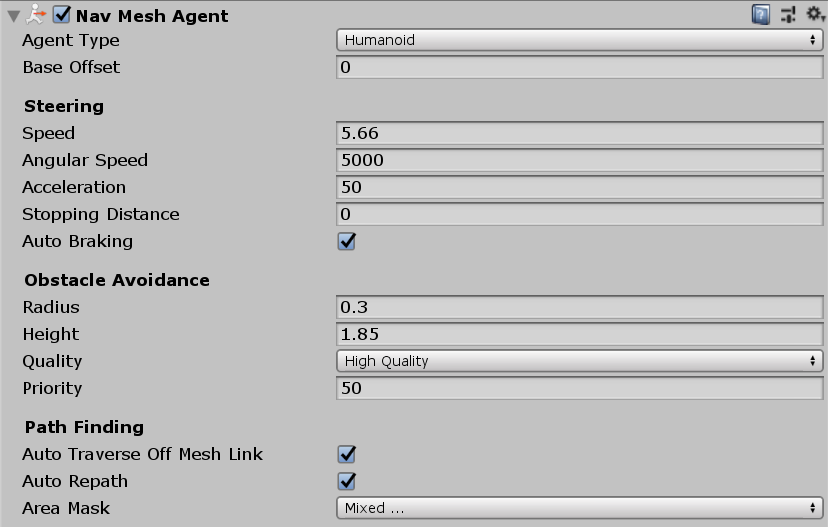 Nav Mesh Agent
Agent Type Humanoid
Base Offset 0
Steering
Speed 5.66
Angular Speed 5000
Acceleration 50
Stopping Distance 0
Auto Braking
Obstacle Avoidance
Radius 0.3
Height 1.85
Quality High Quality
Priority 50
Path Finding
Auto Traverse Off Mesh Link
Auto Repath
Area Mask Mixed ...